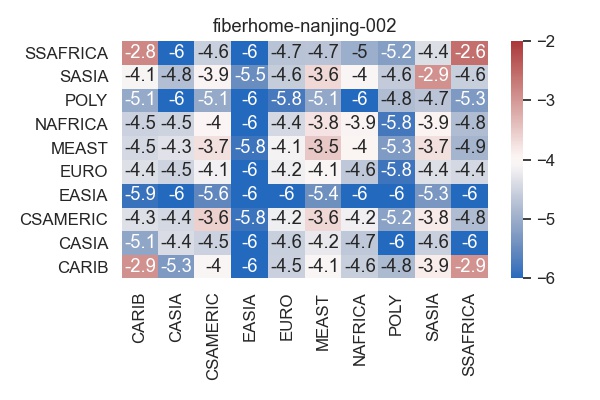 fiberhome-nanjing-002
SSAFRICA -2.8 -6 -4.6 -6 -4.7 -4.7 -5 -5.2 -4.4 -2.6
SASIA -4.1 -4.8 -3.9 -5.5 -4.6 -3.6 -4 -4.6 -2.9 -4.6
POLY -5.1 -6 -5.1 -6 -5.8 -5.1 -6 -4.8 -4.7 -5.3
NAFRICA -4.5 -4.5 -4 -6 -4.4 -3.8 -3.9 -5.8 -3.9 -4.8
MEAST -4.5 -4.3 -3.7 -5.8 -4.1 -3.5 -4 -5.3 -3.7 -4.9
EURO -4.4 -4.5 -4.1 -6 -4.2 -4.1 -4.6 -5.8 -4.4 -4.4
EASIA -5.9 -6 -5.6 -6 -6 -5.4 -6 -6 -5.3 -6
CSAMERIC -4.3 -4.4 -3.6 -5.8 -4.2 -3.6 -4.2 -5.2 -3.8 -4.8
CASIA -5.1 -4.4 -4.5 -6 -4.6 -4.2 -4.7 -6 -4.6 -6
CARIB -2.9 -5.3 -4 -6 -4.5 -4.1 -4.6 -4.8 -3.9 -2.9
CARIB CASIA CSAMERIC EASIA EURO MEAST NAFRICA POLY SASIA SSAFRICA
−2
−3
−4
−5
−6